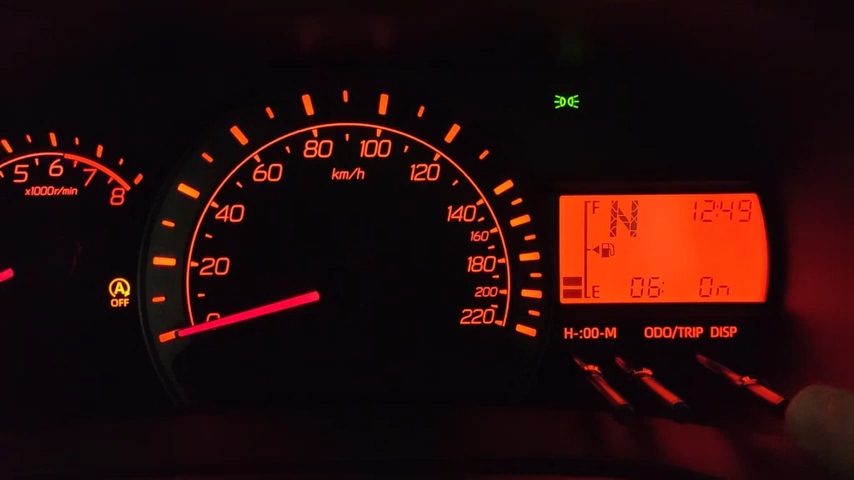 5 6 7 8
x1000r/min
A
OFF
0 20 40 60 80 100 120 140 160 180 200 220
km/h
F N 12:49
E 06: On
H-:00-M ODO/TRIP DISP